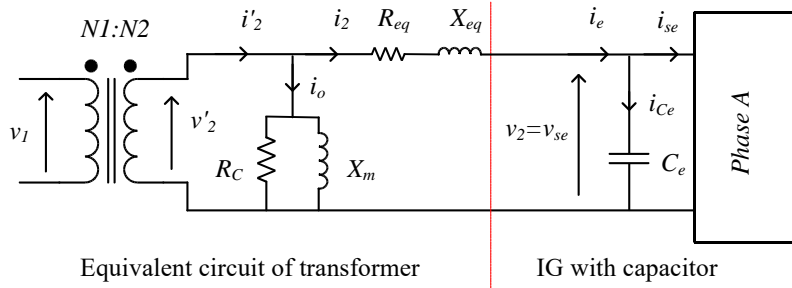 N1:N2
i'2
i2
Req
Xeq
ie
ise
io
iCe
v1
v'2
v2=vse
RC
Xm
Ce
Phase A
Equivalent circuit of transformer
IG with capacitor